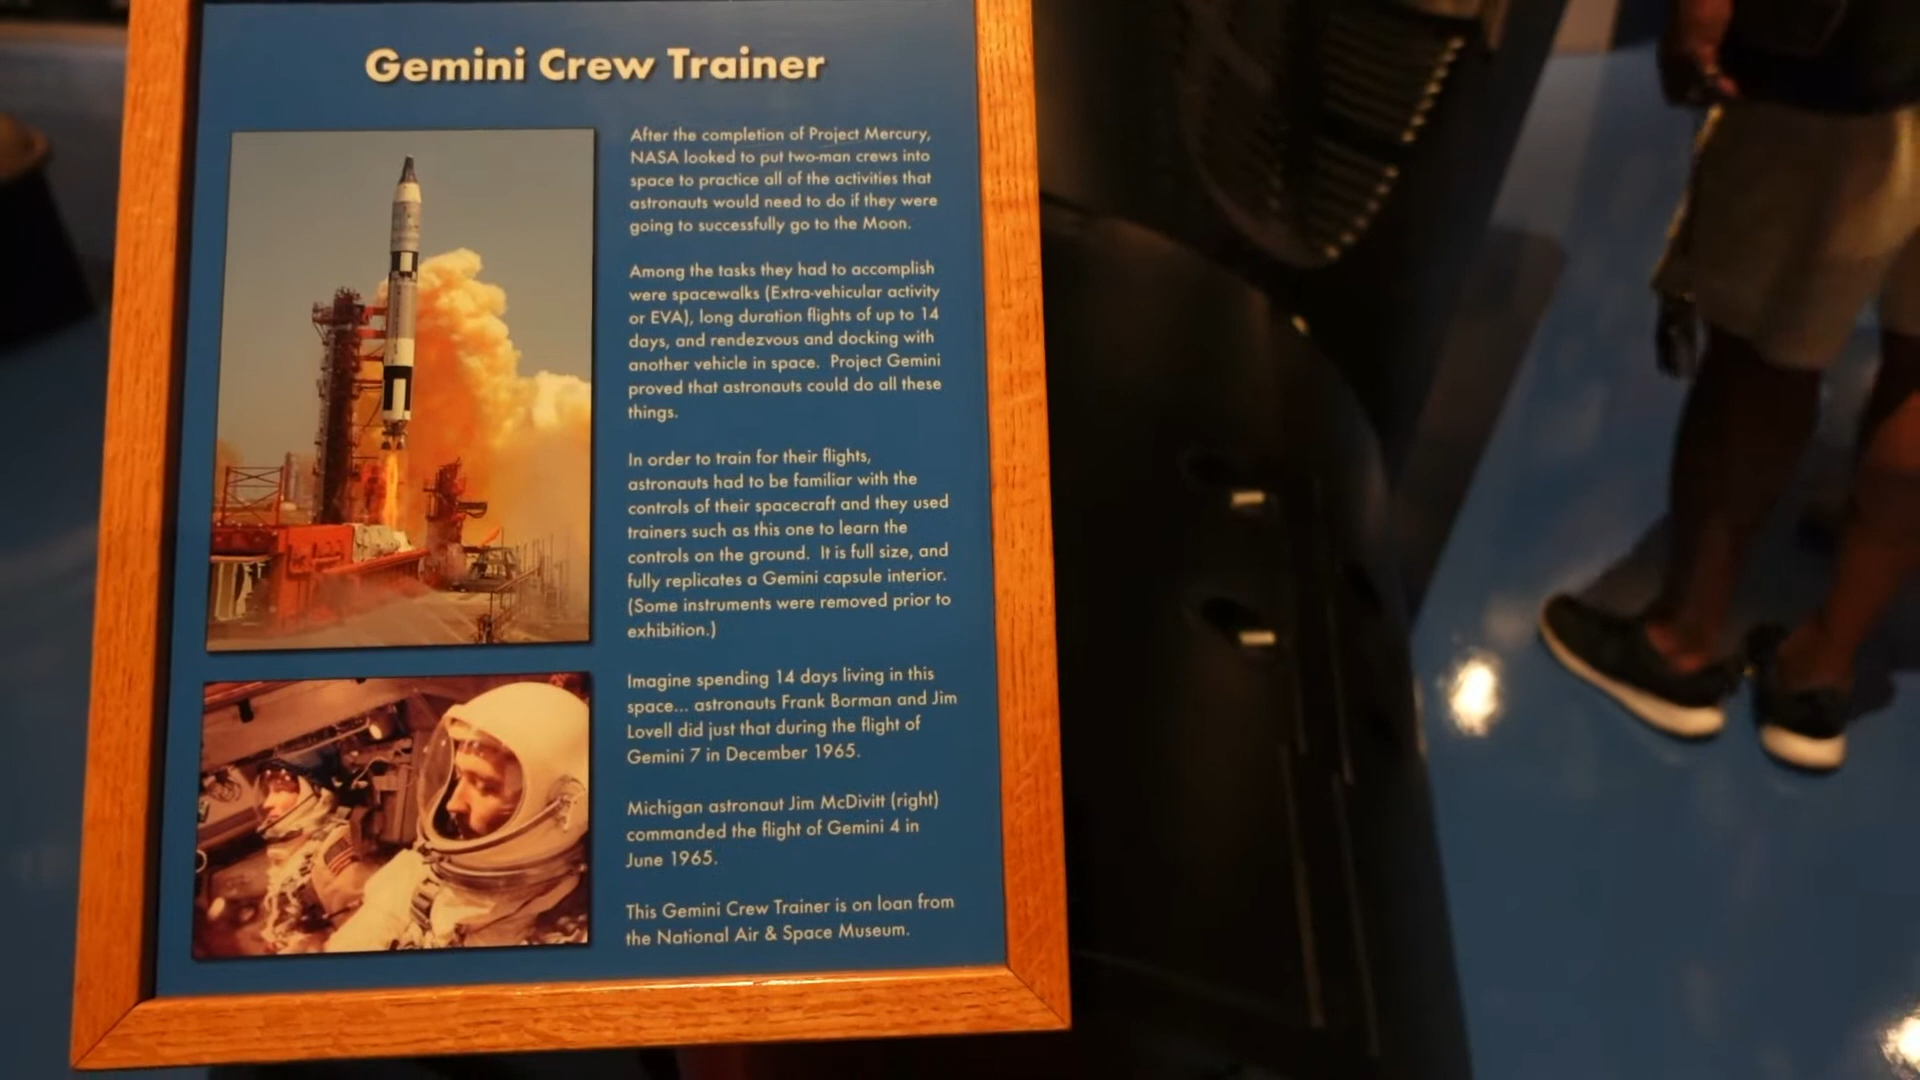 Gemini Crew Trainer
After the completion of Project Mercury,
NASA looked to put two-man crews into
space to practice all of the activities that
astronauts would need to do if they were
going to successfully go to the Moon.
Among the tasks they had to accomplish
were spacewalks (Extra-vehicular activity
or EVA), long duration flights of up to 14
days, and rendezvous and docking with
another vehicle in space. Project Gemini
proved that astronauts could do all these
things.
In order to train for their flights,
astronauts had to be familiar with the
controls of their spacecraft and they used
trainers such as this one to learn the
controls on the ground. It is full size, and
fully replicates a Gemini capsule interior.
(Some instruments were removed prior to
exhibition.)
Imagine spending 14 days living in this
space... astronauts Frank Borman and Jim
Lovell did just that during the flight of
Gemini 7 in December 1965.
Michigan astronaut Jim McDivitt (right)
commanded the flight of Gemini 4 in
June 1965.
This Gemini Crew Trainer is on loan from
the National Air & Space Museum.